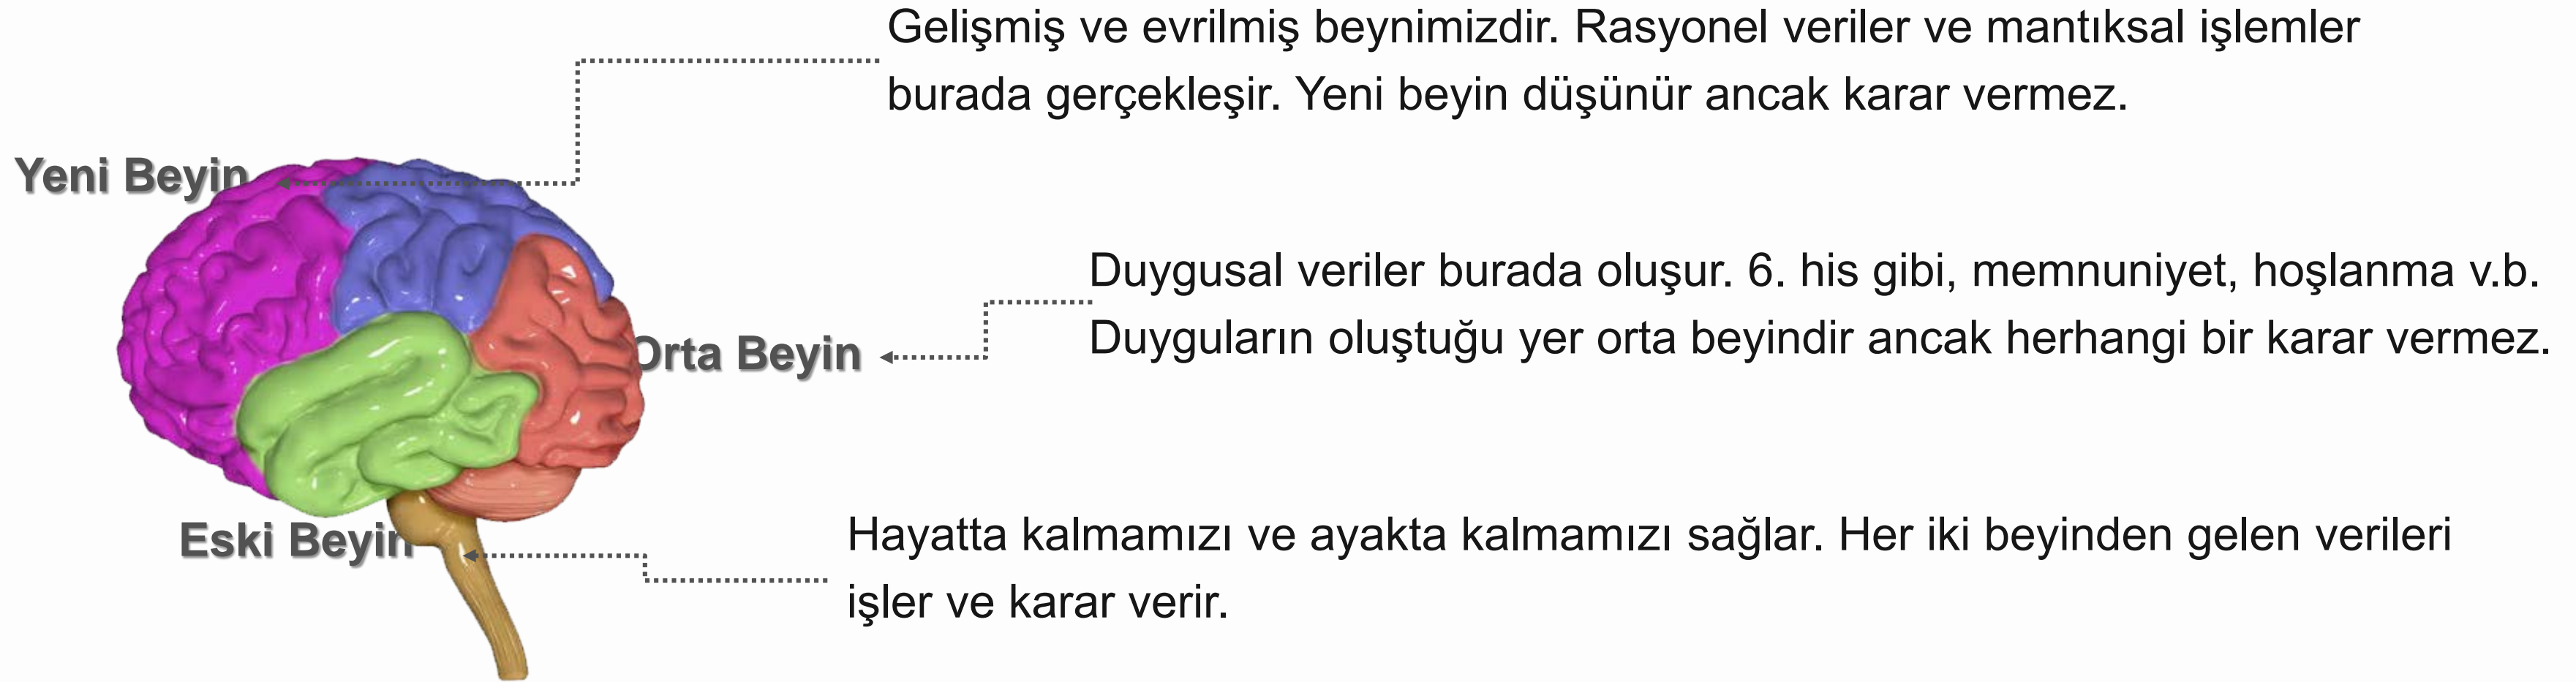 Gelişmiş ve evrilmiş beynimizdir. Rasyonel veriler ve mantıksal işlemler
burada gerçekleşir. Yeni beyin düşünür ancak karar vermez.
Yeni Beyin
Duygusal veriler burada oluşur. 6. his gibi, memnuniyet, hoşlanma v.b.
Duyguların oluştuğu yer orta beyindir ancak herhangi bir karar vermez.
Orta Beyin
Eski Beyin
Hayatta kalmamızı ve ayakta kalmamızı sağlar. Her iki beyinden gelen verileri
işler ve karar verir.